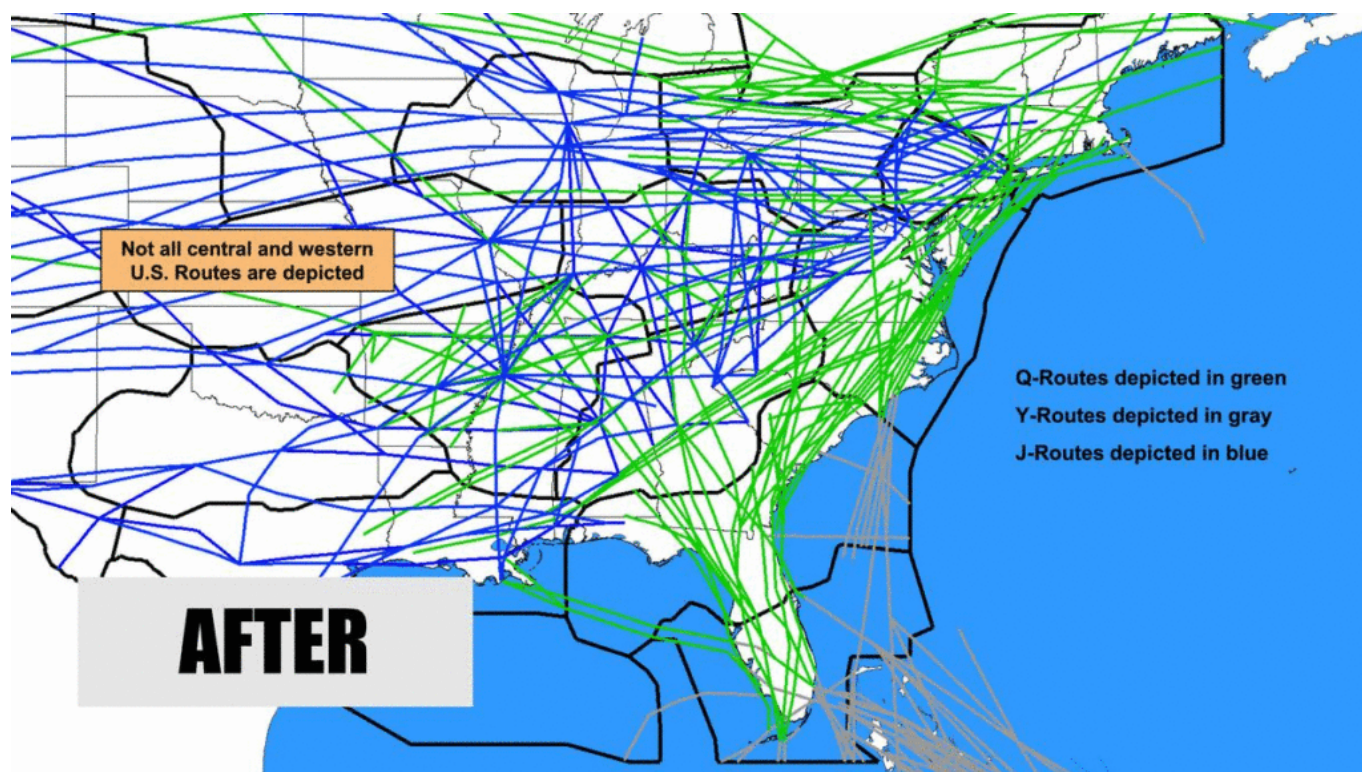 Not all central and western
U.S. Routes are depicted
Q-Routes depicted in green
Y-Routes depicted in gray
J-Routes depicted in blue
AFTER